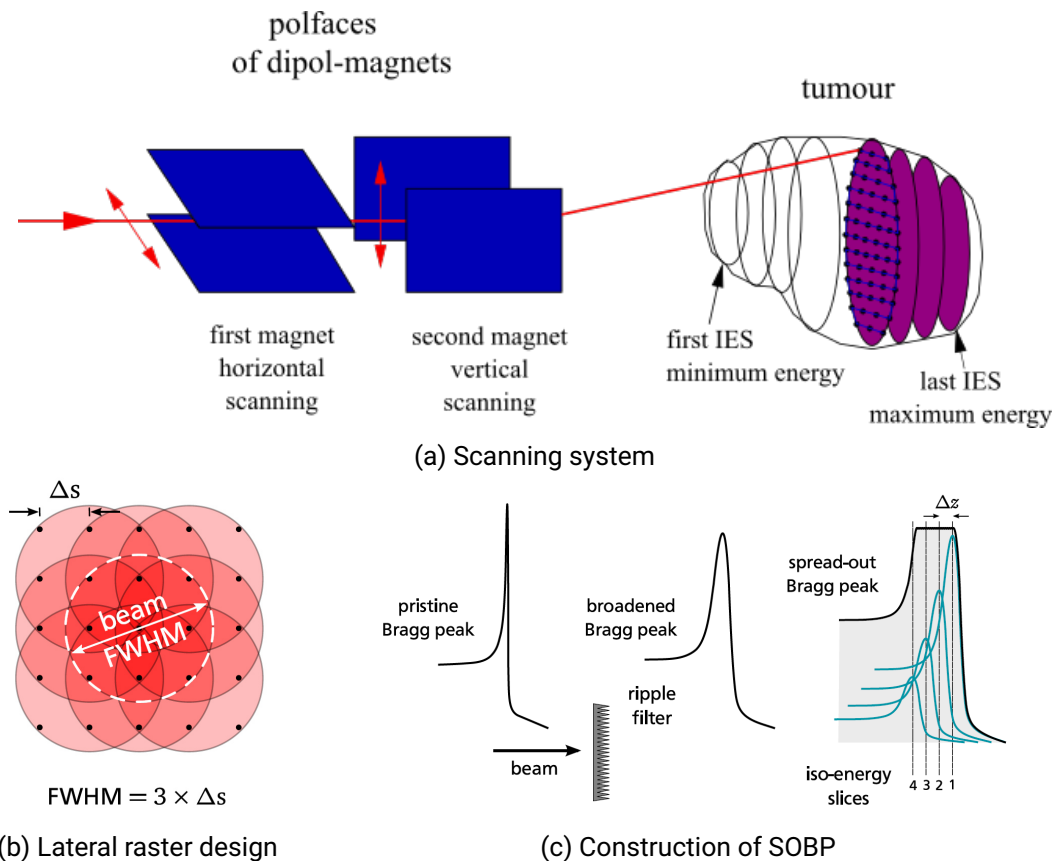 polfaces
of dipol-magnets
tumour
first magnet
horizontal
scanning
second magnet
vertical
scanning
first IES
minimum energy
last IES
maximum energy
(a) Scanning system
Δs
beam
FWHM
FWHM = 3 × Δs
(b) Lateral raster design
pristine
Bragg peak
beam
broadened
Bragg peak
ripple
filter
Δz
spread-out
Bragg peak
iso-energy
slices
4 3 2 1
(c) Construction of SOBP